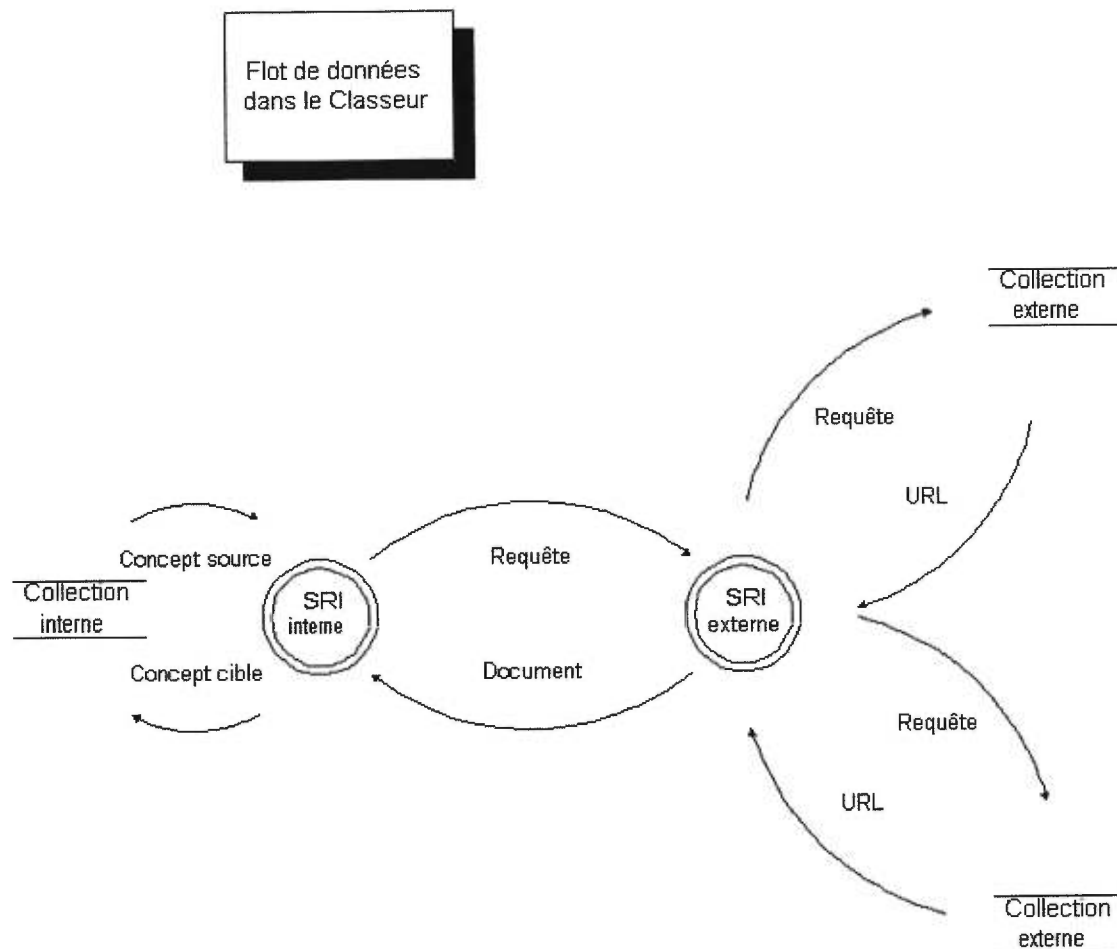 Flot de données
dans le Classeur
Collection
externe
Requête
URL
Concept source
Requête
Collection
interne
SRI
interne
SRI
externe
Concept cible
Document
Requête
URL
Collection
externe